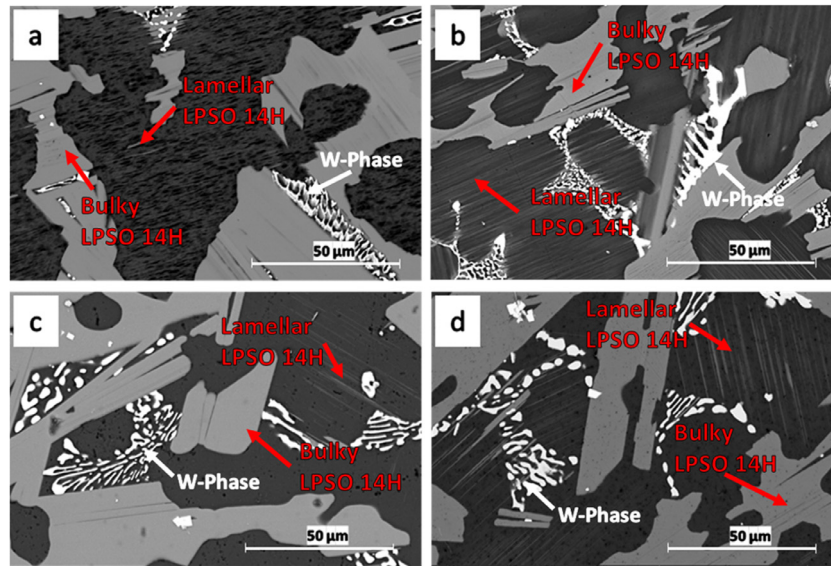 a
Lamellar
LPSO 14H
W-Phase
Bulky
LPSO 14H
50 µm
b
Bulky
LPSO 14H
W-Phase
Lamellar
LPSO 14H
50 µm
c
Lamellar
LPSO 14H
Bulky
LPSO 14H
W-Phase
50 µm
d
Lamellar
LPSO 14H
Bulky
LPSO 14H
W-Phase
50 µm